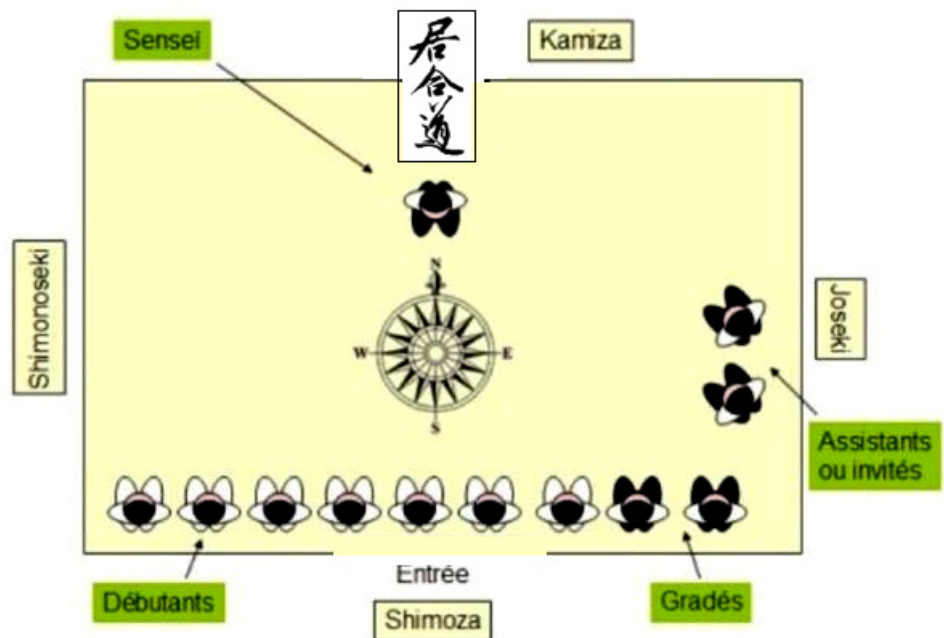 Senseï
居合道
Kamiza
Shimonoseki
N
W
E
S
Joseki
Assistants
ou invités
Débutants
Entrée
Shimoza
Gradés